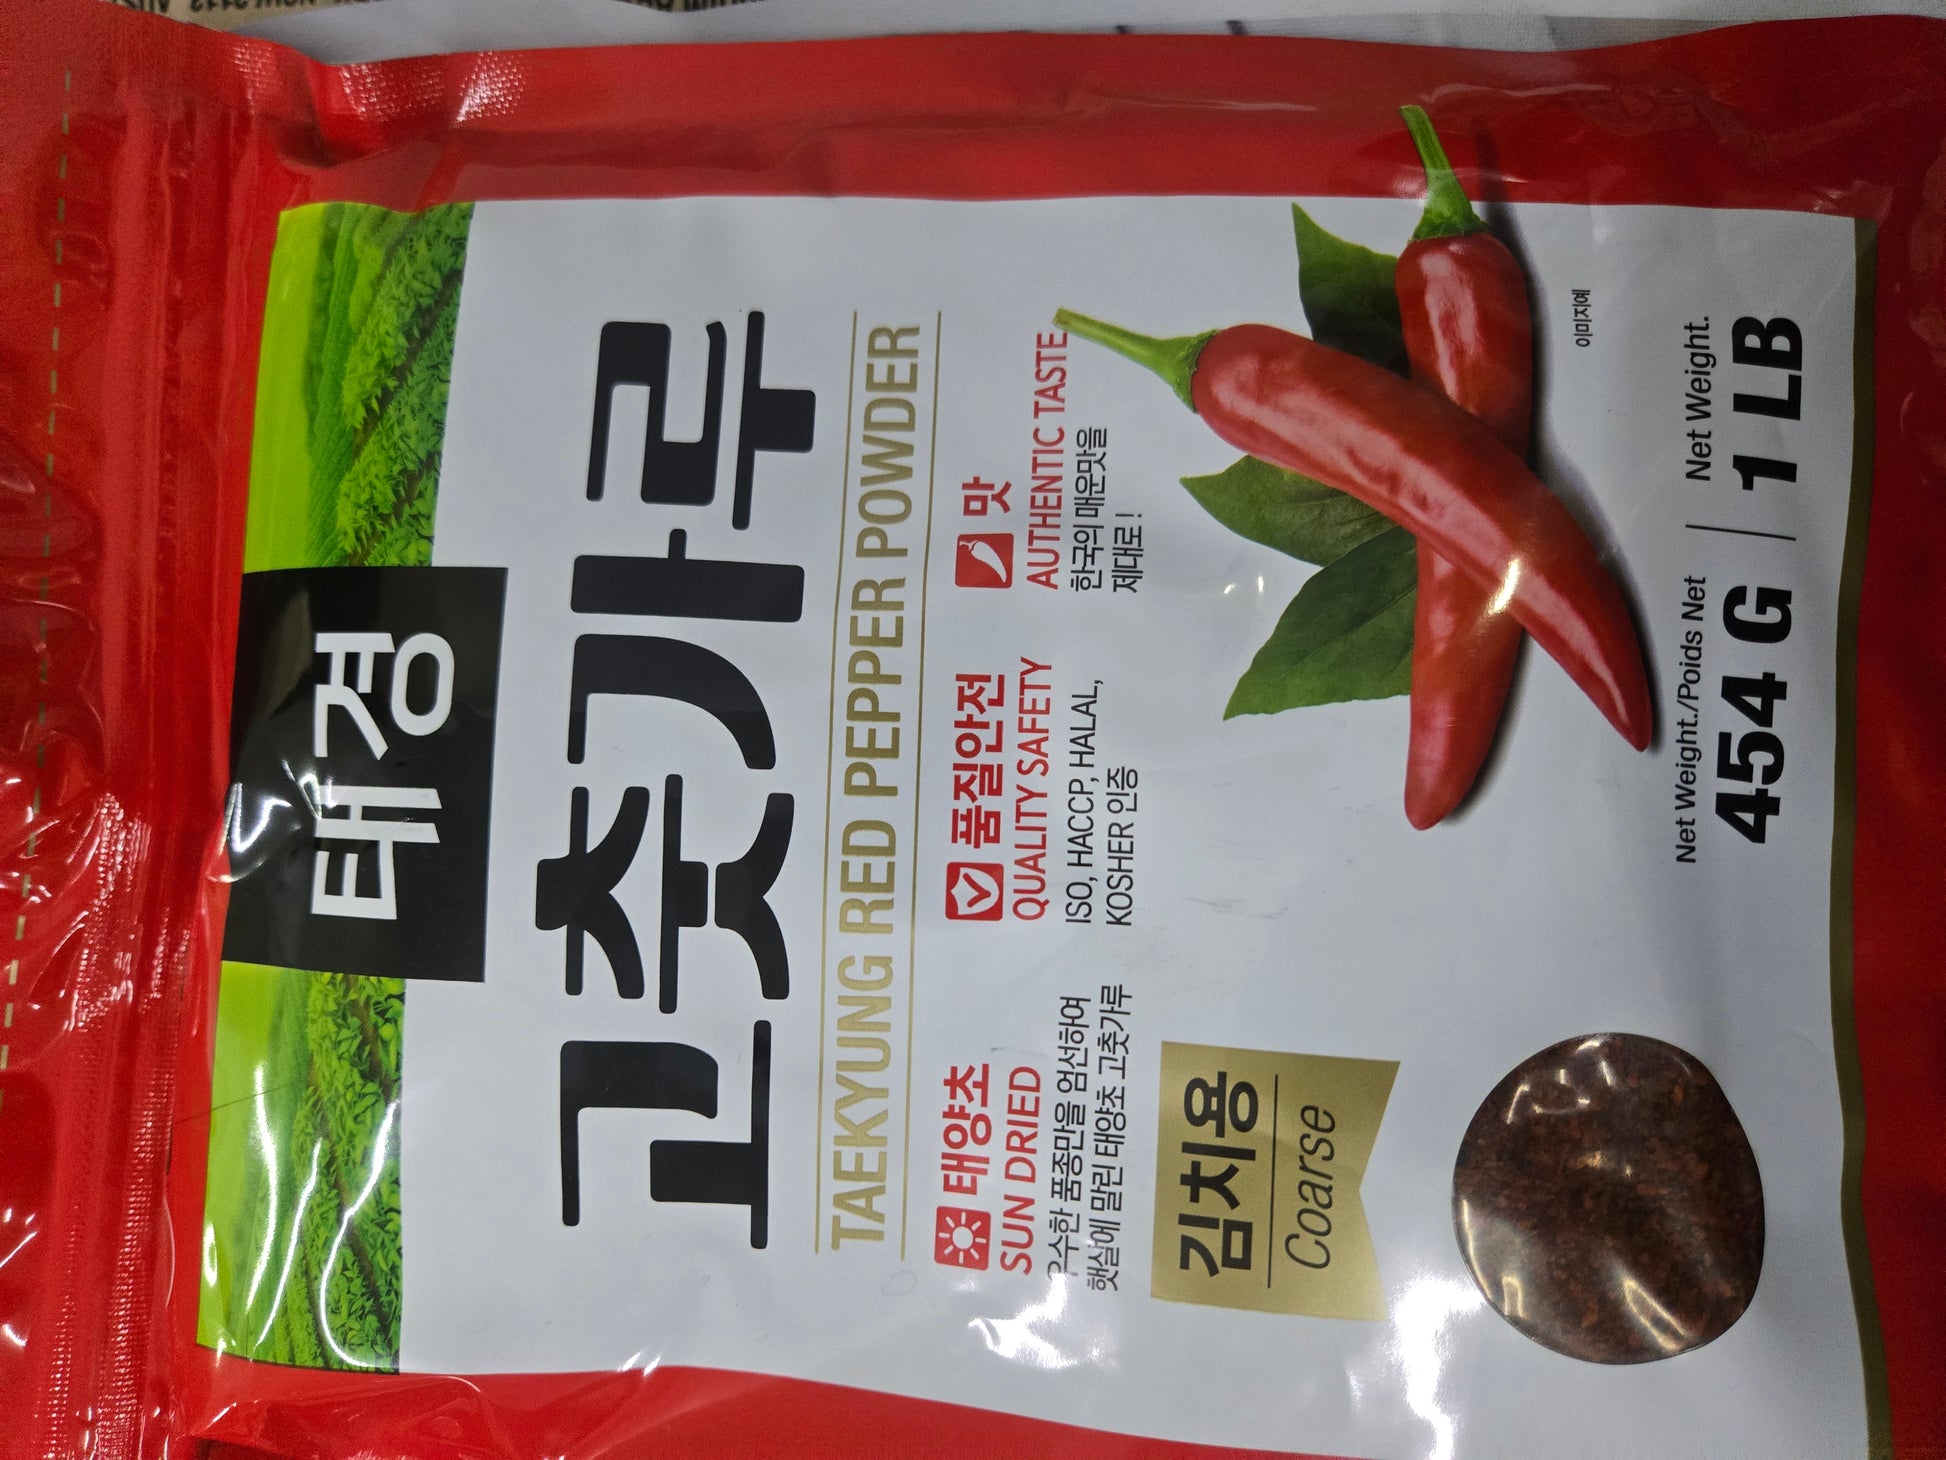 태경
고춧가루
TAEKYUNG RED PEPPER POWDER
태양초
SUN DRIED
우수한 품종만을 엄선하여
햇살에 말린 태양초 고춧가루
품질안전
QUALITY SAFETY
ISO, HACCP, HALAL,
KOSHER 인증
맛
AUTHENTIC TASTE
한국의 매운맛을
제대로!
김치용
Coarse
이미지예
Net Weight./Poids Net
454 G
Net Weight.
1 LB